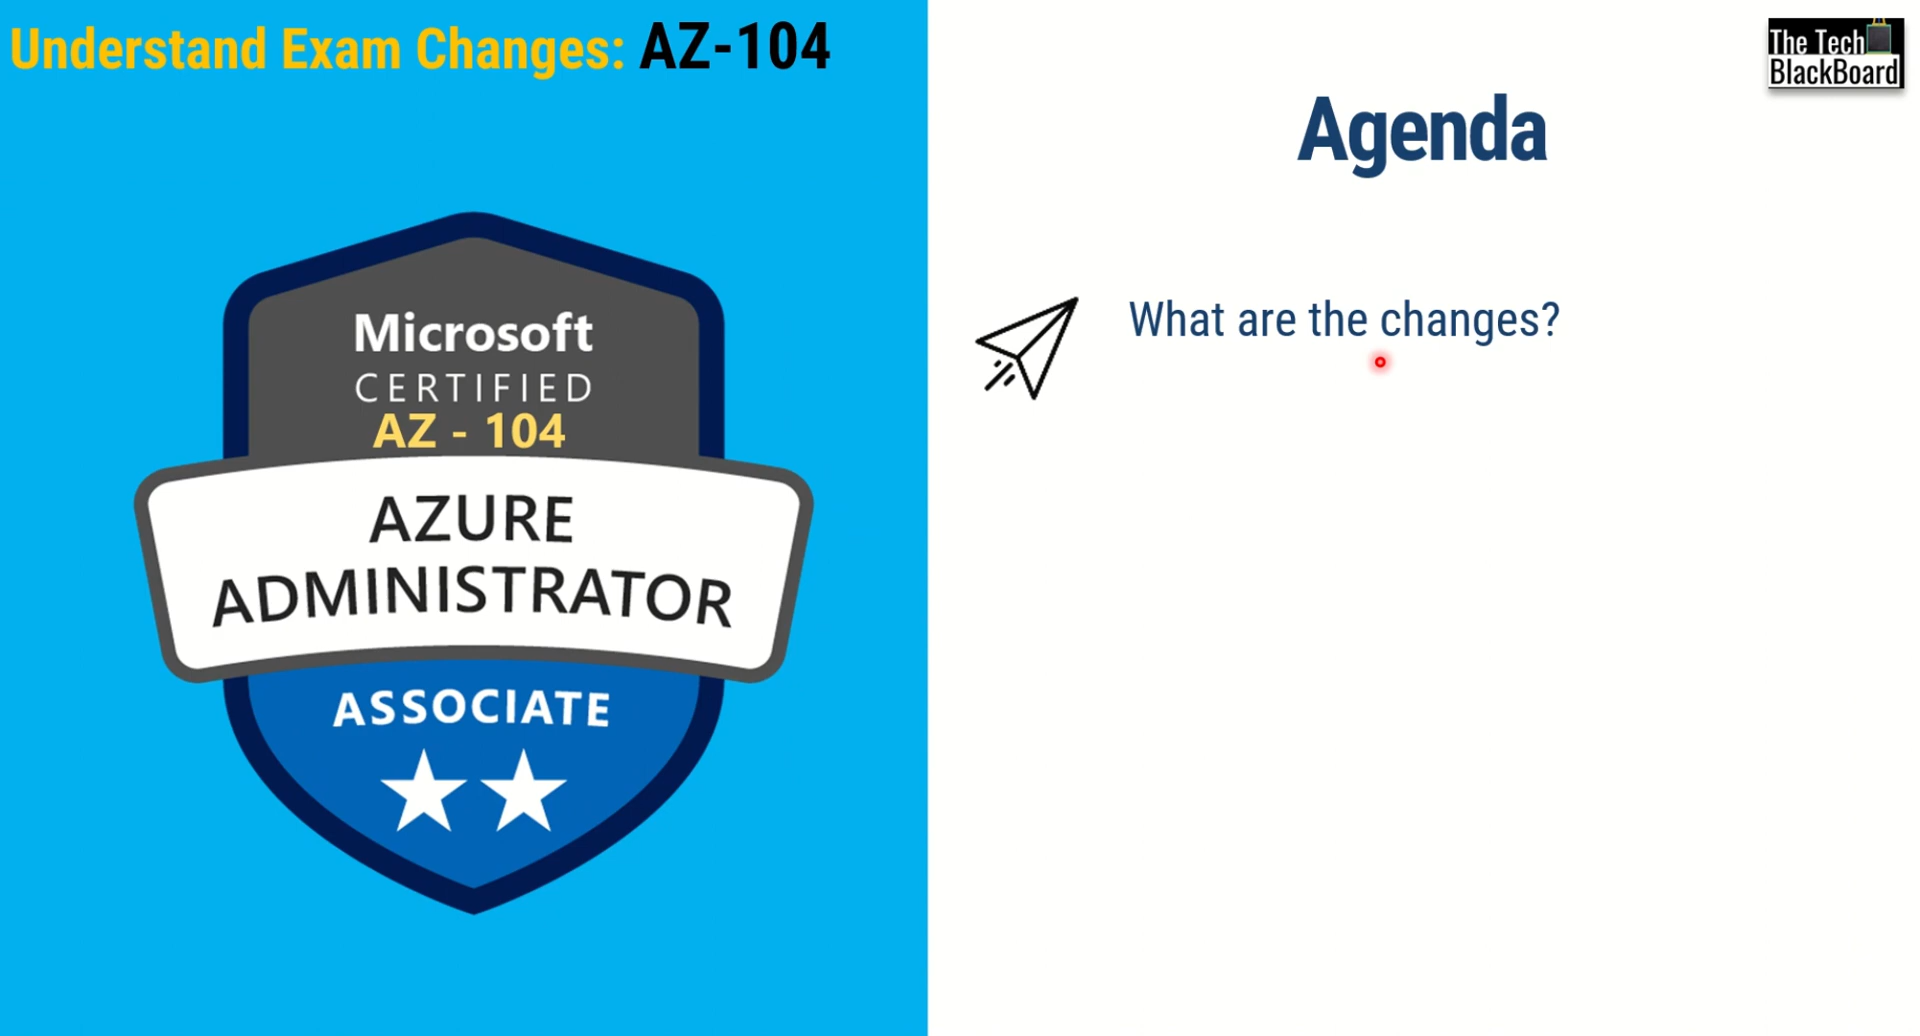 Understand Exam Changes: AZ-104
Microsoft
CERTIFIED
AZ - 104
AZURE
ADMINISTRATOR
ASSOCIATE
The Tech
BlackBoard
Agenda
What are the changes?